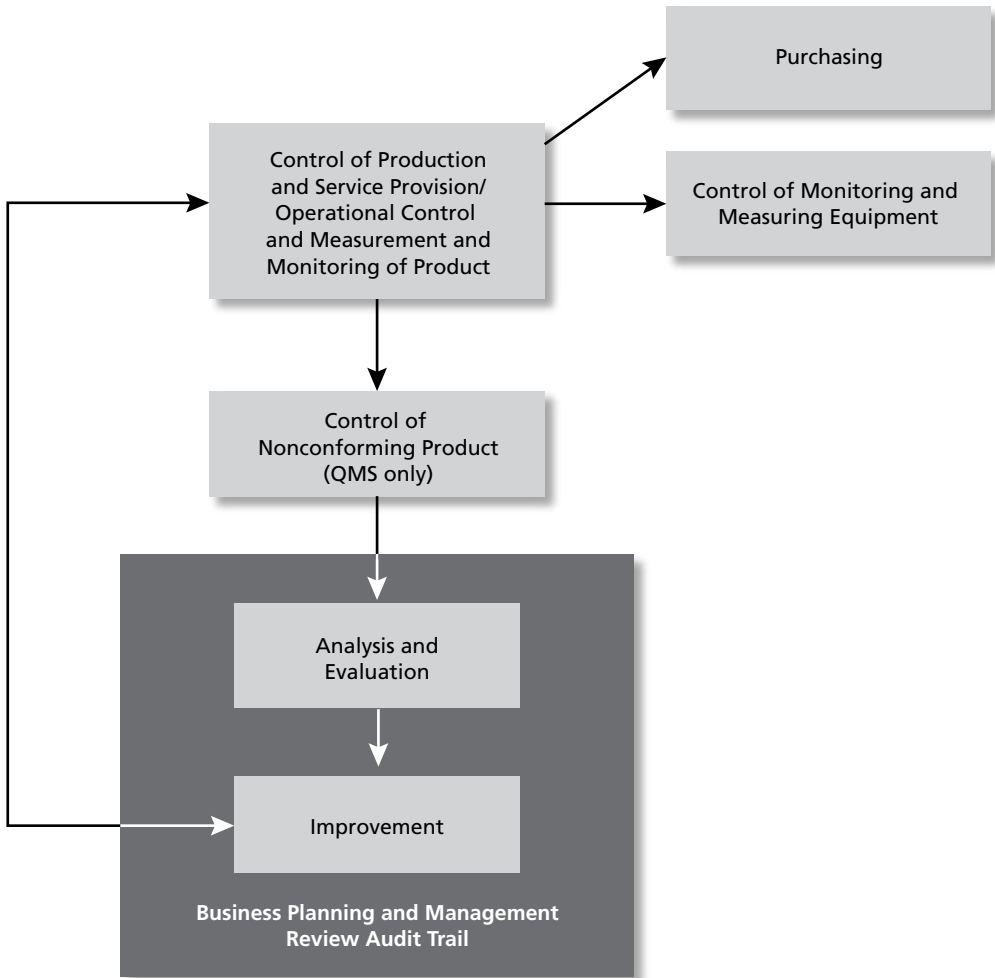 Purchasing
Control of Production
and Service Provision/
Operational Control
and Measurement and
Monitoring of Product
Control of Monitoring and
Measuring Equipment
Control of
Nonconforming Product
(QMS only)
Analysis and
Evaluation
Improvement
Business Planning and Management
Review Audit Trail